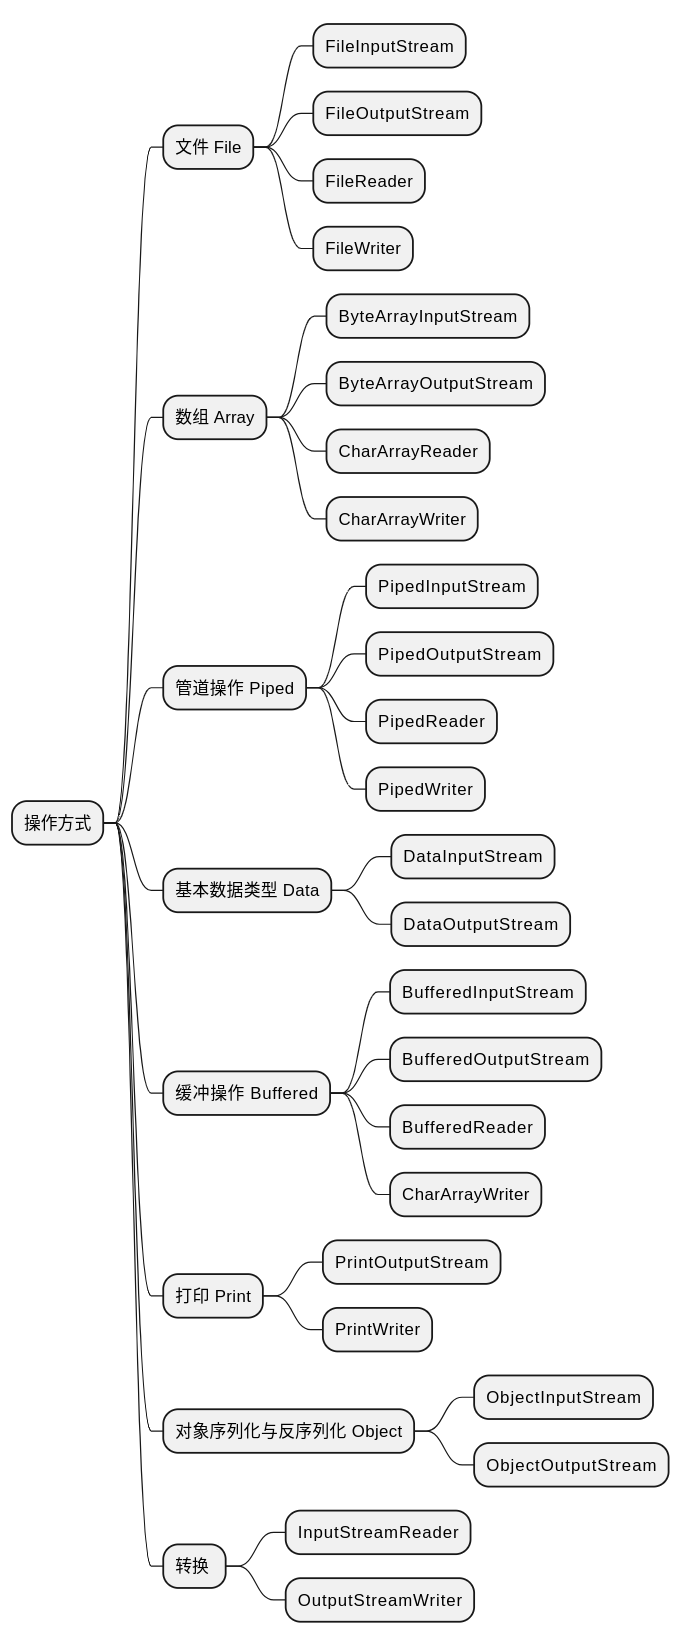 操作方式
文件 File
FileInputStream
FileOutputStream
FileReader
FileWriter
数组 Array
ByteArrayInputStream
ByteArrayOutputStream
CharArrayReader
CharArrayWriter
管道操作 Piped
PipedInputStream
PipedOutputStream
PipedReader
PipedWriter
基本数据类型 Data
DataInputStream
DataOutputStream
缓冲操作 Buffered
BufferedInputStream
BufferedOutputStream
BufferedReader
CharArrayWriter
打印 Print
PrintOutputStream
PrintWriter
对象序列化与反序列化 Object
ObjectInputStream
ObjectOutputStream
转换
InputStreamReader
OutputStreamWriter